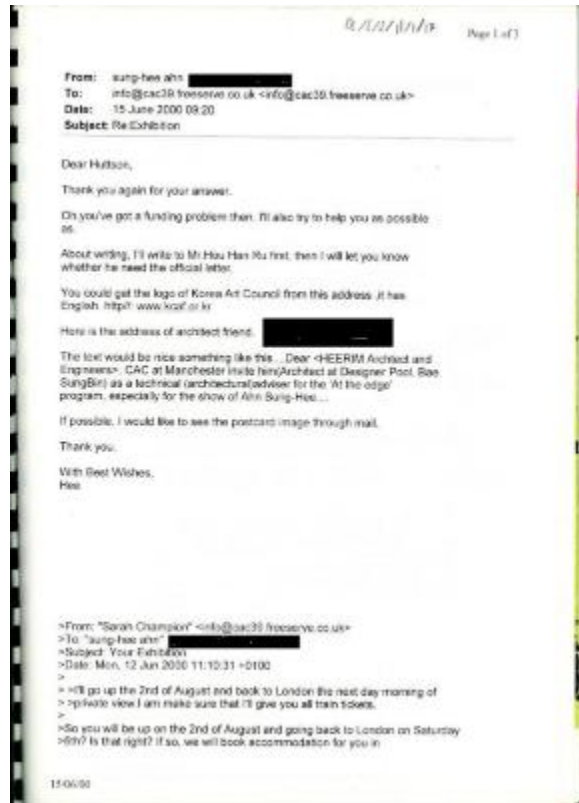 Page 1 of 3
From: sung-hee ahn
To: info@cac39.freeserve.co.uk <info@cac39.freeserve.co.uk>
Date: 15 June 2000 09:20
Subject: Re:Exhibition
Dear Huttson,
Thank you again for your answer.
Oh you've got a funding problem then. I'll also try to help you as possible
as.
About writing, I'll write to Mr.Hou Han Ru first, then I will let you know
whether he need the official letter.
You could get the logo of Korea Art Council from this address .it has
English. http//: www.kcaf.or.kr
Here is the address of architect friend.
The text would be nice something like this... Dear <HEERIM Architect and
Engineers>. CAC at Manchester invite him(Architect at Designer Pool, Bae
SungBin) as a technical (architectural)adviser for the 'At the edge'
program, especially for the show of Ahn Sung-Hee....
If possible, I would like to see the postcard image through mail.
Thank you.
With Best Wishes,
Hee
>From: "Sarah Champion" <info@cac39.freeserve.co.uk>
>To: "sung-hee ahn"
>Subject: Your Exhibition
>Date: Mon, 12 Jun 2000 11:10:31 +0100
>
> >I'll go up the 2nd of August and back to London the next day morning of
> >private view I am make sure that I'll give you all train tickets.
>
>So you will be up on the 2nd of August and going back to London on Saturday
>5th? Is that right? If so, we will book accommodation for you in
15/06/00